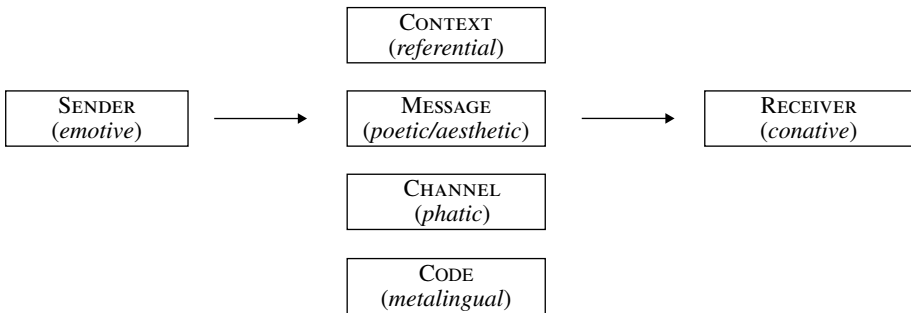 CONTEXT
(referential)
SENDER
(emotive)
MESSAGE
(poetic/aesthetic)
RECEIVER
(conative)
CHANNEL
(phatic)
CODE
(metalingual)